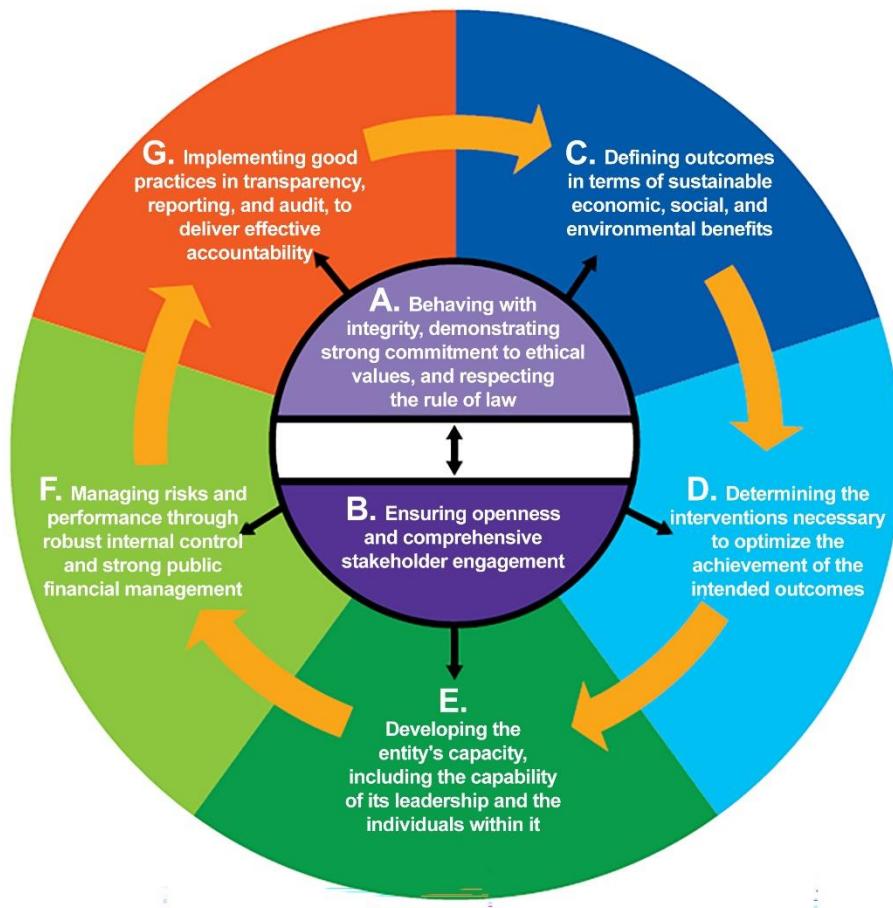 G. Implementing good
practices in transparency,
reporting, and audit, to
deliver effective
accountability
C. Defining outcomes
in terms of sustainable
economic, social, and
environmental benefits
A. Behaving with
integrity, demonstrating
strong commitment to ethical
values, and respecting
the rule of law
F. Managing risks and
performance through
robust internal control
and strong public
financial management
B. Ensuring openness
and comprehensive
stakeholder engagement
D. Determining the
interventions necessary
to optimize the
achievement of the
intended outcomes
E.
Developing the
entity's capacity,
including the capability
of its leadership and the
individuals within it